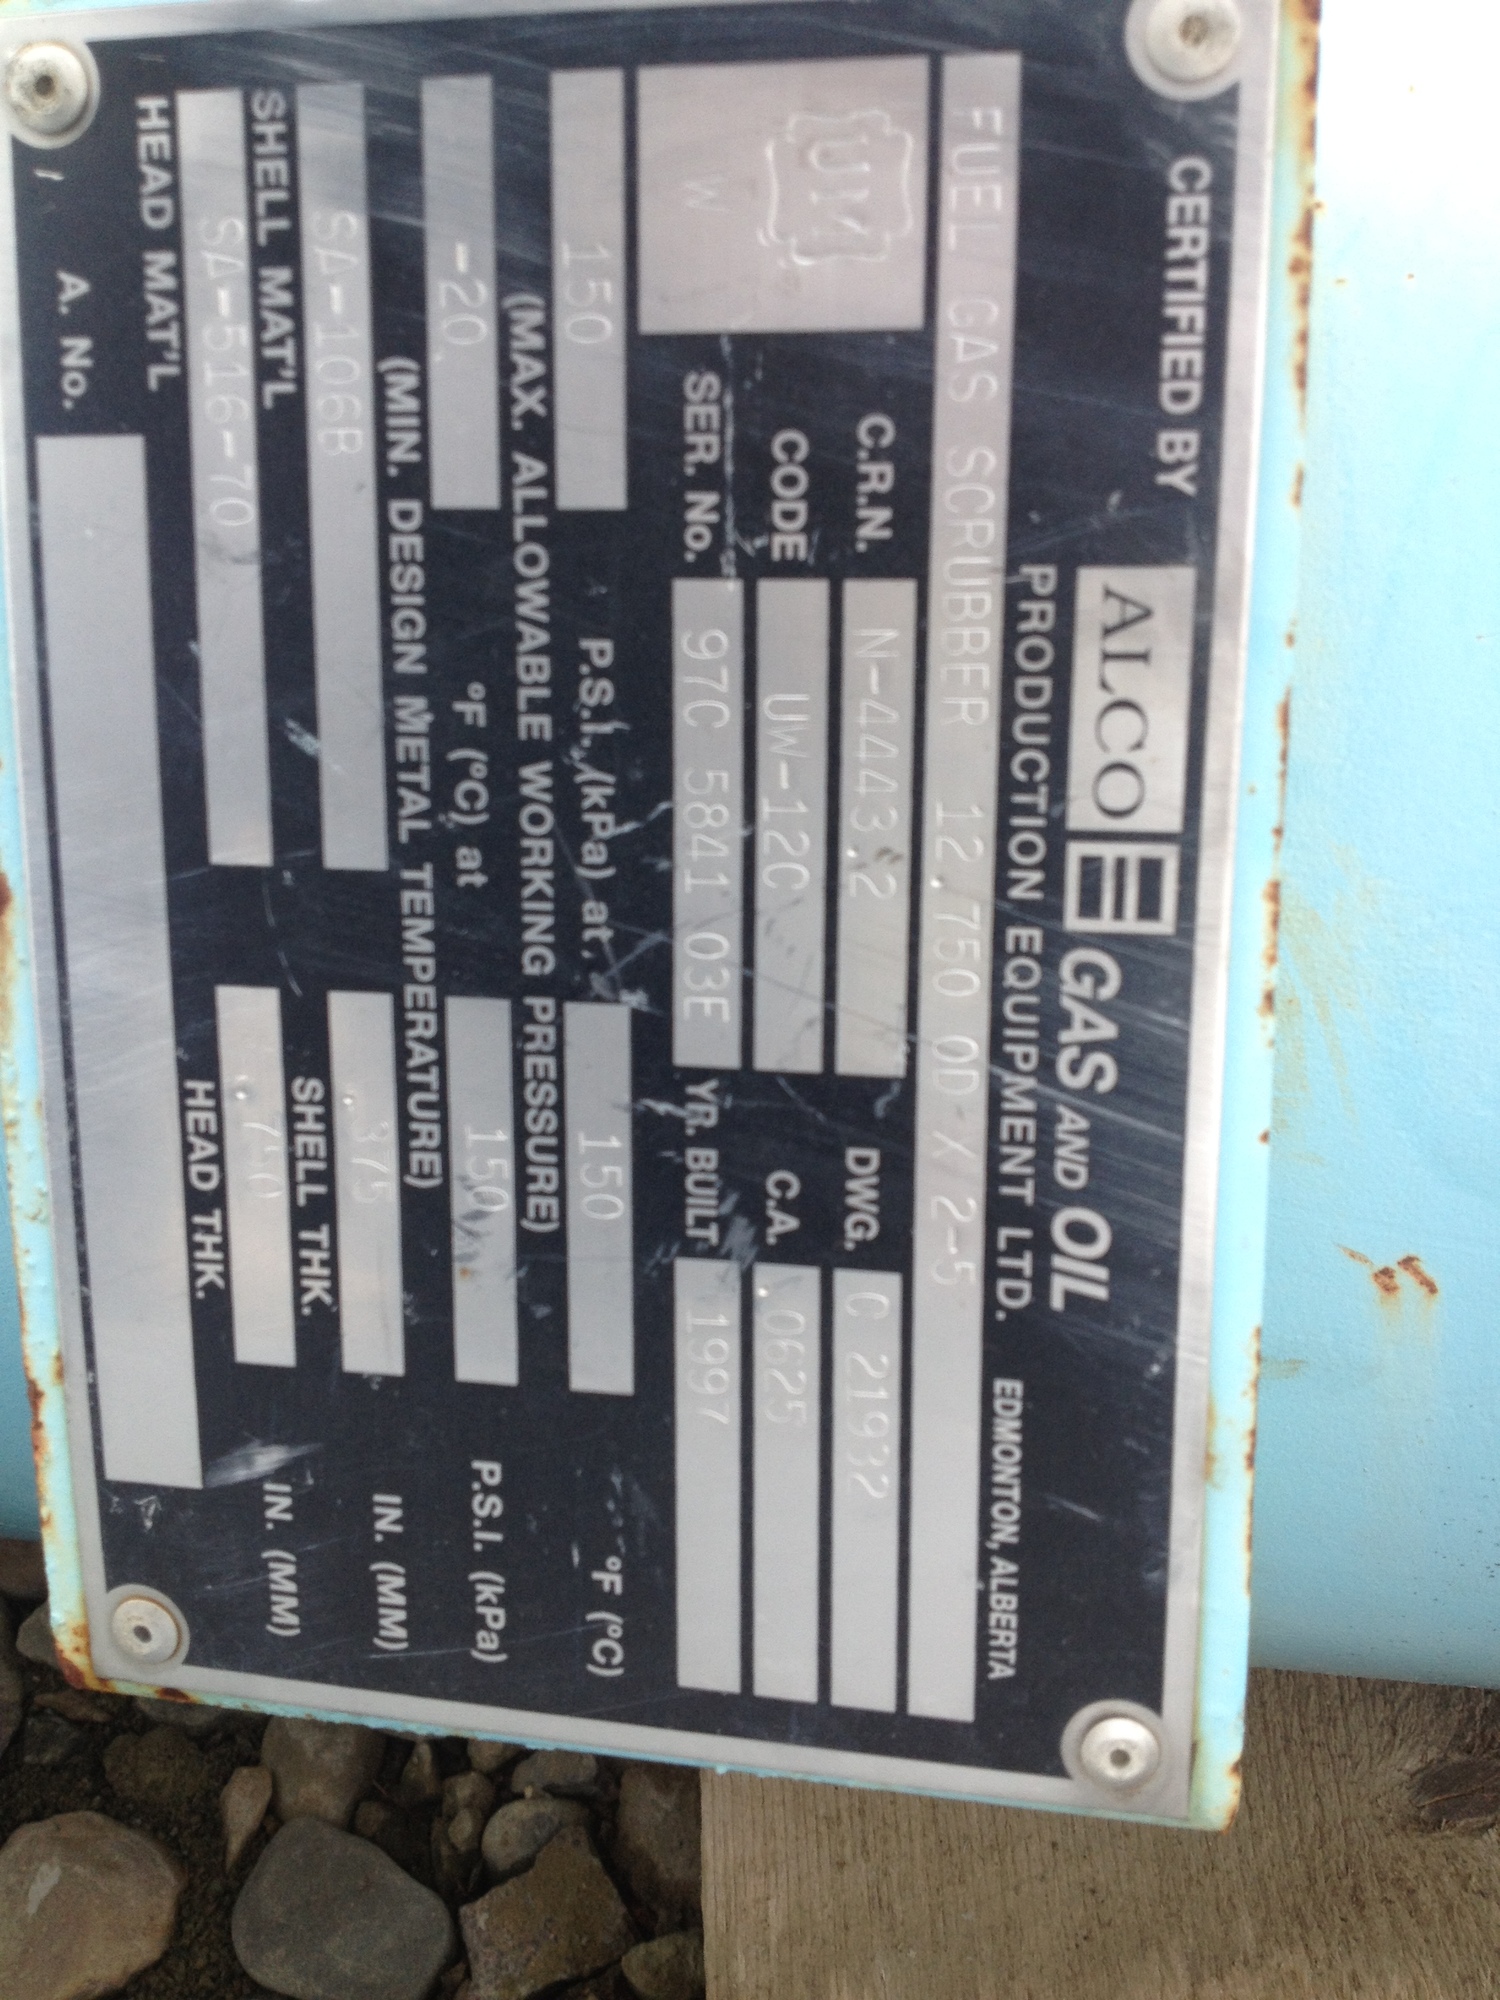 CERTIFIED BY ALCO GAS AND OIL
PRODUCTION EQUIPMENT LTD. EDMONTON, ALBERTA
FUEL GAS SCRUBBER 12.750 OD X 2-5
UM
W
C.R.N. N-4443.2 DWG. C 21932
CODE UW-12C C.A. .0625
SER. No. 97C 5841 03E YR. BUILT 1997
150 P.S.I. (kPa) at 150 °F (°C)
(MAX. ALLOWABLE WORKING PRESSURE)
-20 °F (°C) at 150 P.S.I. (kPa)
(MIN. DESIGN METAL TEMPERATURE)
SA-106B .375 IN. (MM)
SHELL MAT'L SHELL THK.
SA-516-70 IN. (MM)
HEAD MAT'L HEAD THK.
A. No.